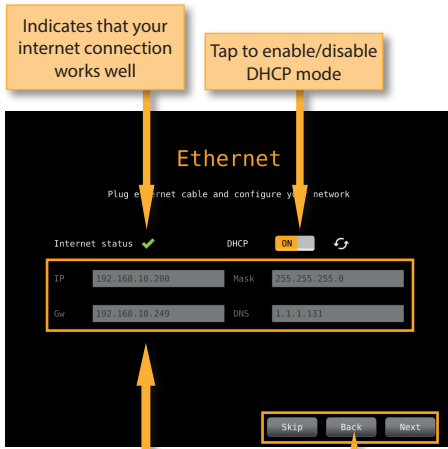 Indicates that your
internet connection
works well
Tap to enable/disable
DHCP mode
Ethernet
Plug ethernet cable and configure your network
Internet status
DHCP
ON
IP
192.168.10.200
Mask
255.255.255.0
Gw
192.168.10.249
DNS
1.1.1.131
Skip
Back
Next